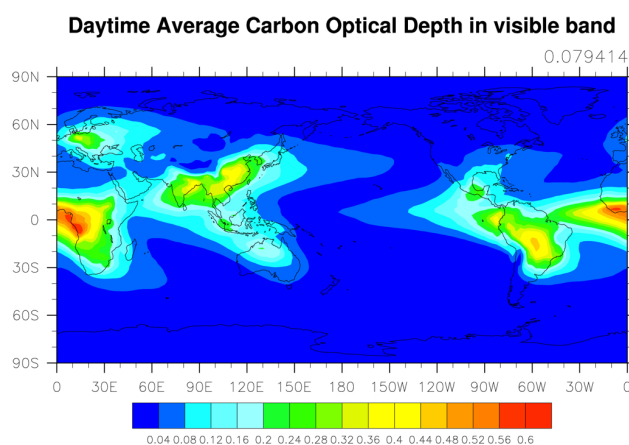 Daytime Average Carbon Optical Depth in visible band
0.079414
90N
60N
30N
0
30S
60S
90S
0 30E 60E 90E 120E 150E 180 150W 120W 90W 60W 30W 0
0.04 0.08 0.12 0.16 0.2 0.24 0.28 0.32 0.36 0.4 0.44 0.48 0.52 0.56 0.6